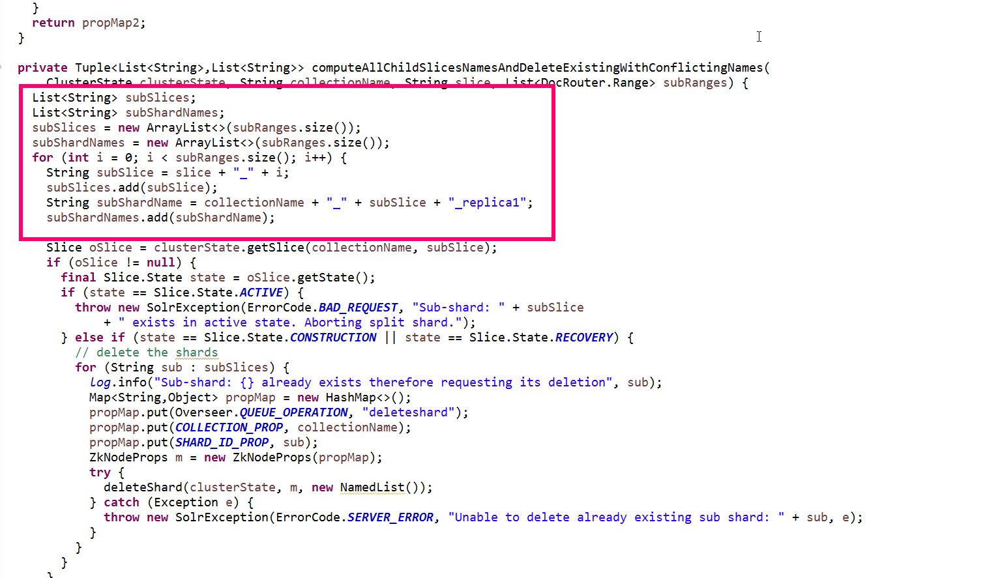 }
  return propMap2;
}
private Tuple<List<String>,List<String>> computeAllChildSlicesNamesAndDeleteExistingWithConflictingNames(
    ClusterState clusterState, String collectionName, String slice, List<DocRouter.Range> subRanges) {
  List<String> subSlices;
  List<String> subShardNames;
  subSlices = new ArrayList<>(subRanges.size());
  subShardNames = new ArrayList<>(subRanges.size());
  for (int i = 0; i < subRanges.size(); i++) {
    String subSlice = slice + "_" + i;
    subSlices.add(subSlice);
    String subShardName = collectionName + "_" + subSlice + "_replica1";
    subShardNames.add(subShardName);
    Slice oSlice = clusterState.getSlice(collectionName, subSlice);
    if (oSlice != null) {
      final Slice.State state = oSlice.getState();
      if (state == Slice.State.ACTIVE) {
        throw new SolrException(ErrorCode.BAD_REQUEST, "Sub-shard: " + subSlice
            + " exists in active state. Aborting split shard.");
      } else if (state == Slice.State.CONSTRUCTION || state == Slice.State.RECOVERY) {
        // delete the shards
        for (String sub : subSlices) {
          log.info("Sub-shard: {} already exists therefore requesting its deletion", sub);
          Map<String,Object> propMap = new HashMap<>();
          propMap.put(Overseer.QUEUE_OPERATION, "deleteshard");
          propMap.put(COLLECTION_PROP, collectionName);
          propMap.put(SHARD_ID_PROP, sub);
          ZkNodeProps m = new ZkNodeProps(propMap);
          try {
            deleteShard(clusterState, m, new NamedList());
          } catch (Exception e) {
            throw new SolrException(ErrorCode.SERVER_ERROR, "Unable to delete already existing sub shard: " + sub, e);
          }
        }
      }
    }